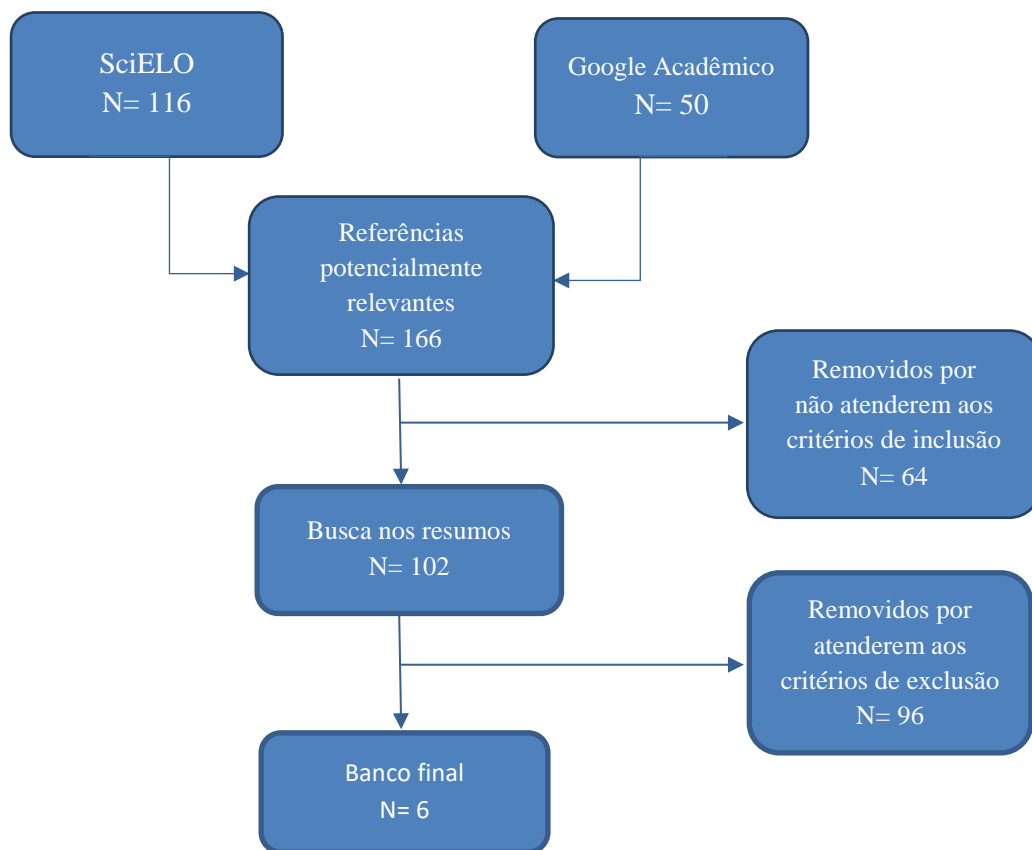 SciELO
N= 116
Google Acadêmico
N= 50
Referências
potencialmente
relevantes
N= 166
Removidos por
não atenderem aos
critérios de inclusão
N= 64
Busca nos resumos
N= 102
Removidos por
atenderem aos
critérios de exclusão
N= 96
Banco final
N= 6